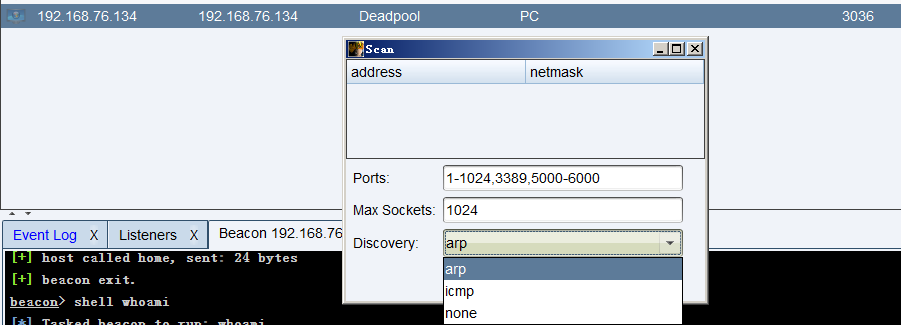 192.168.76.134 192.168.76.134 Deadpool PC 3036
Scan
address netmask
Ports: 1-1024,3389,5000-6000
Max Sockets: 1024
Discovery: arp
arp
icmp
none
Event Log X Listeners X Beacon 192.168.76
[+] host called home, sent: 24 bytes
[+] beacon exit.
beacon> shell whoami
[*] Tasked beacon to run: whoami